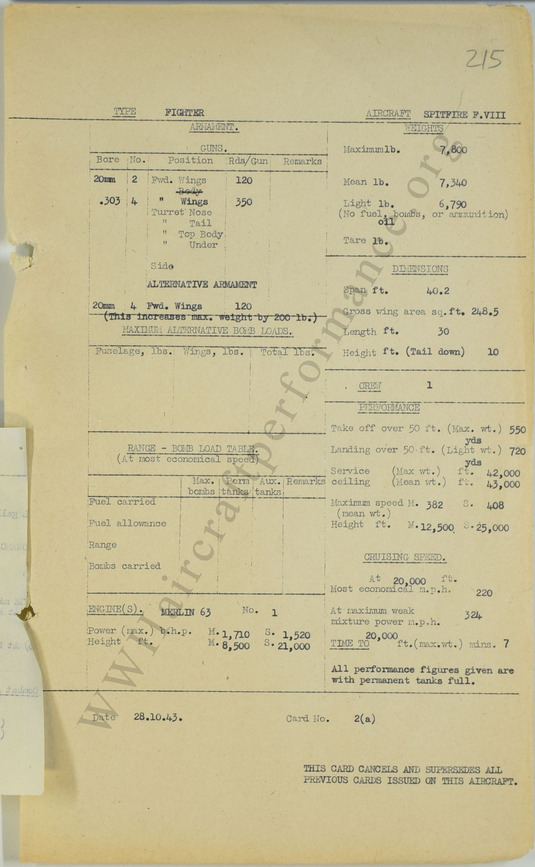 215
TYPE FIGHTER AIRCRAFT SPITFIRE F.VIII
ARMAMENT.
GUNS.
Bore No. Position Rds/Gun Remarks
20mm 2 Fwd. Wings 120
Body
.303 4 " Wings 350
Turret Nose
" Tail
" Top Body
" Under
Side
ALTERNATIVE ARMAMENT
20mm 4 Fwd. Wings 120
(This increases max. weight by 200 lb.)
MAXIMUM ALTERNATIVE BOMB LOADS.
Fuselage, lbs. Wings, lbs. Total lbs.
RANGE - BOMB LOAD TABLE.
(At most economical speed)
Max. bombs Perm tanks Aux. tanks Remarks
Fuel carried
Fuel allowance
Range
Bombs carried
ENGINE(S). MERLIN 63 No. 1
Power (max.) b.h.p. M. 1,710 S. 1,520
Height ft. M. 8,500 S. 21,000
WEIGHTS
Maximum lb. 7,800
Mean lb. 7,340
Light lb. 6,790
(No fuel, bombs, or ammunition)
oil
Tare lb.
DIMENSIONS
Span ft. 40.2
Gross wing area sq.ft. 248.5
Length ft. 30
Height ft. (Tail down) 10
CREW 1
PERFORMANCE
Take off over 50 ft. (Max. wt.) 550
yds
Landing over 50 ft. (Light wt.) 720
yds
Service (Max wt.) ft. 42,000
ceiling (Mean wt.) ft. 43,000
Maximum speed M. 382 S. 408
(mean wt.)
Height ft. M. 12,500 S. 25,000
CRUISING SPEED.
At 20,000 ft.
Most economical m.p.h. 220
At maximum weak
mixture power m.p.h. 324
20,000
TIME TO ft.(max.wt.) mins. 7
All performance figures given are
with permanent tanks full.
Date 28.10.43. Card No. 2(a)
THIS CARD CANCELS AND SUPERSEDES ALL
PREVIOUS CARDS ISSUED ON THIS AIRCRAFT.
www.wwiiaircraftperformance.org